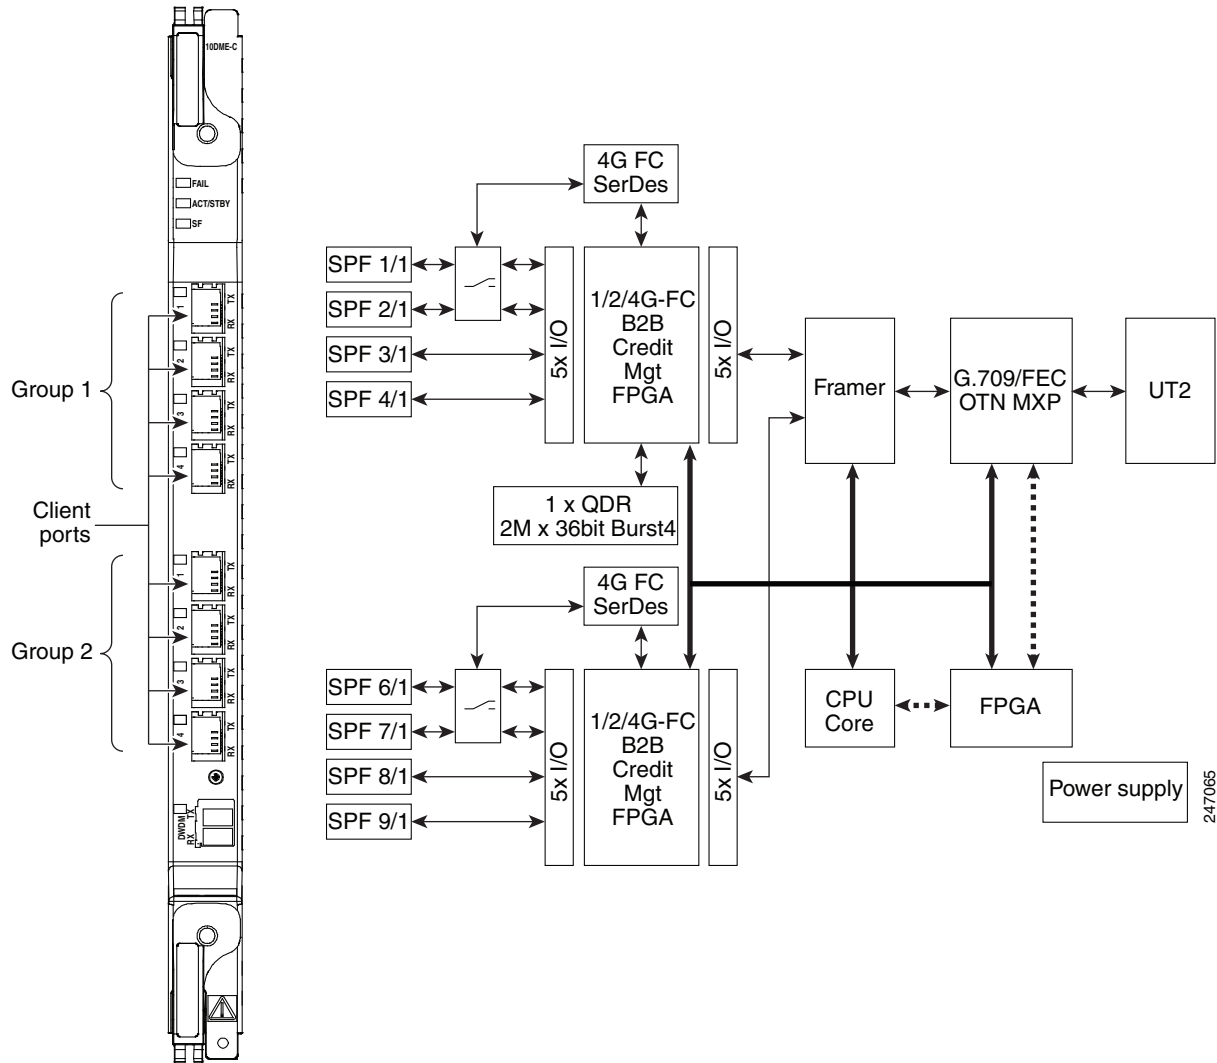 10DME-C
FAIL
ACT/STBY
SF
Group 1
1
TX
RX
2
TX
RX
3
TX
RX
4
TX
RX
Client
ports
Group 2
1
TX
RX
2
TX
RX
3
TX
RX
4
TX
RX
DWDM
TX
RX
4G FC
SerDes
SPF 1/1
SPF 2/1
SPF 3/1
SPF 4/1
5x I/O
1/2/4G-FC
B2B
Credit
Mgt
FPGA
5x I/O
Framer
G.709/FEC
OTN MXP
UT2
1 x QDR
2M x 36bit Burst4
4G FC
SerDes
SPF 6/1
SPF 7/1
SPF 8/1
SPF 9/1
5x I/O
1/2/4G-FC
B2B
Credit
Mgt
FPGA
5x I/O
CPU
Core
FPGA
Power supply
247065